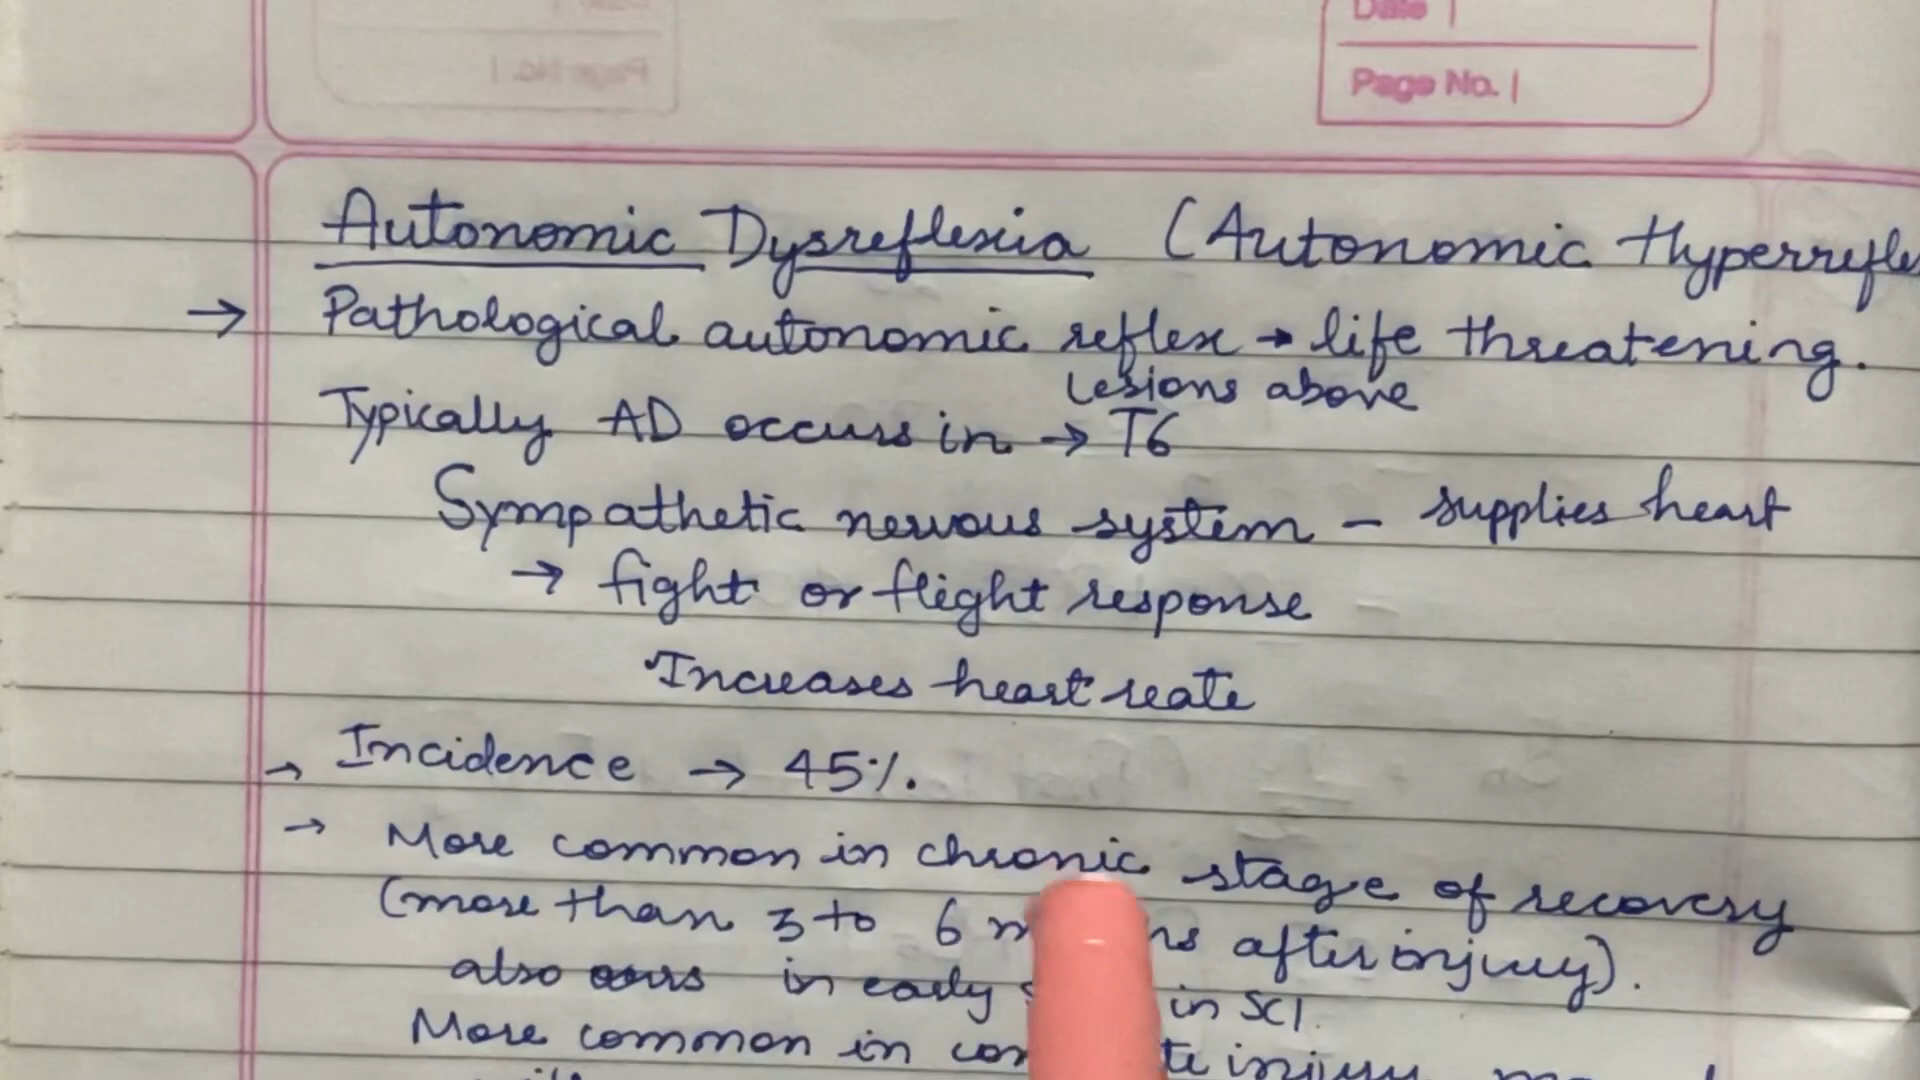 Date |
Page No. |
Autonomic Dysreflexia (Autonomic Hyperrefle
→ Pathological autonomic reflex → life threatening.
lesions above
Typically AD occurs in → T6
Sympathetic nervous system – supplies heart
→ fight or flight response
Increases heart rate
→ Incidence → 45%.
→ More common in chronic stage of recovery
(more than 3 to 6 after injury).
also occurs in early in SCI.
More common in injury